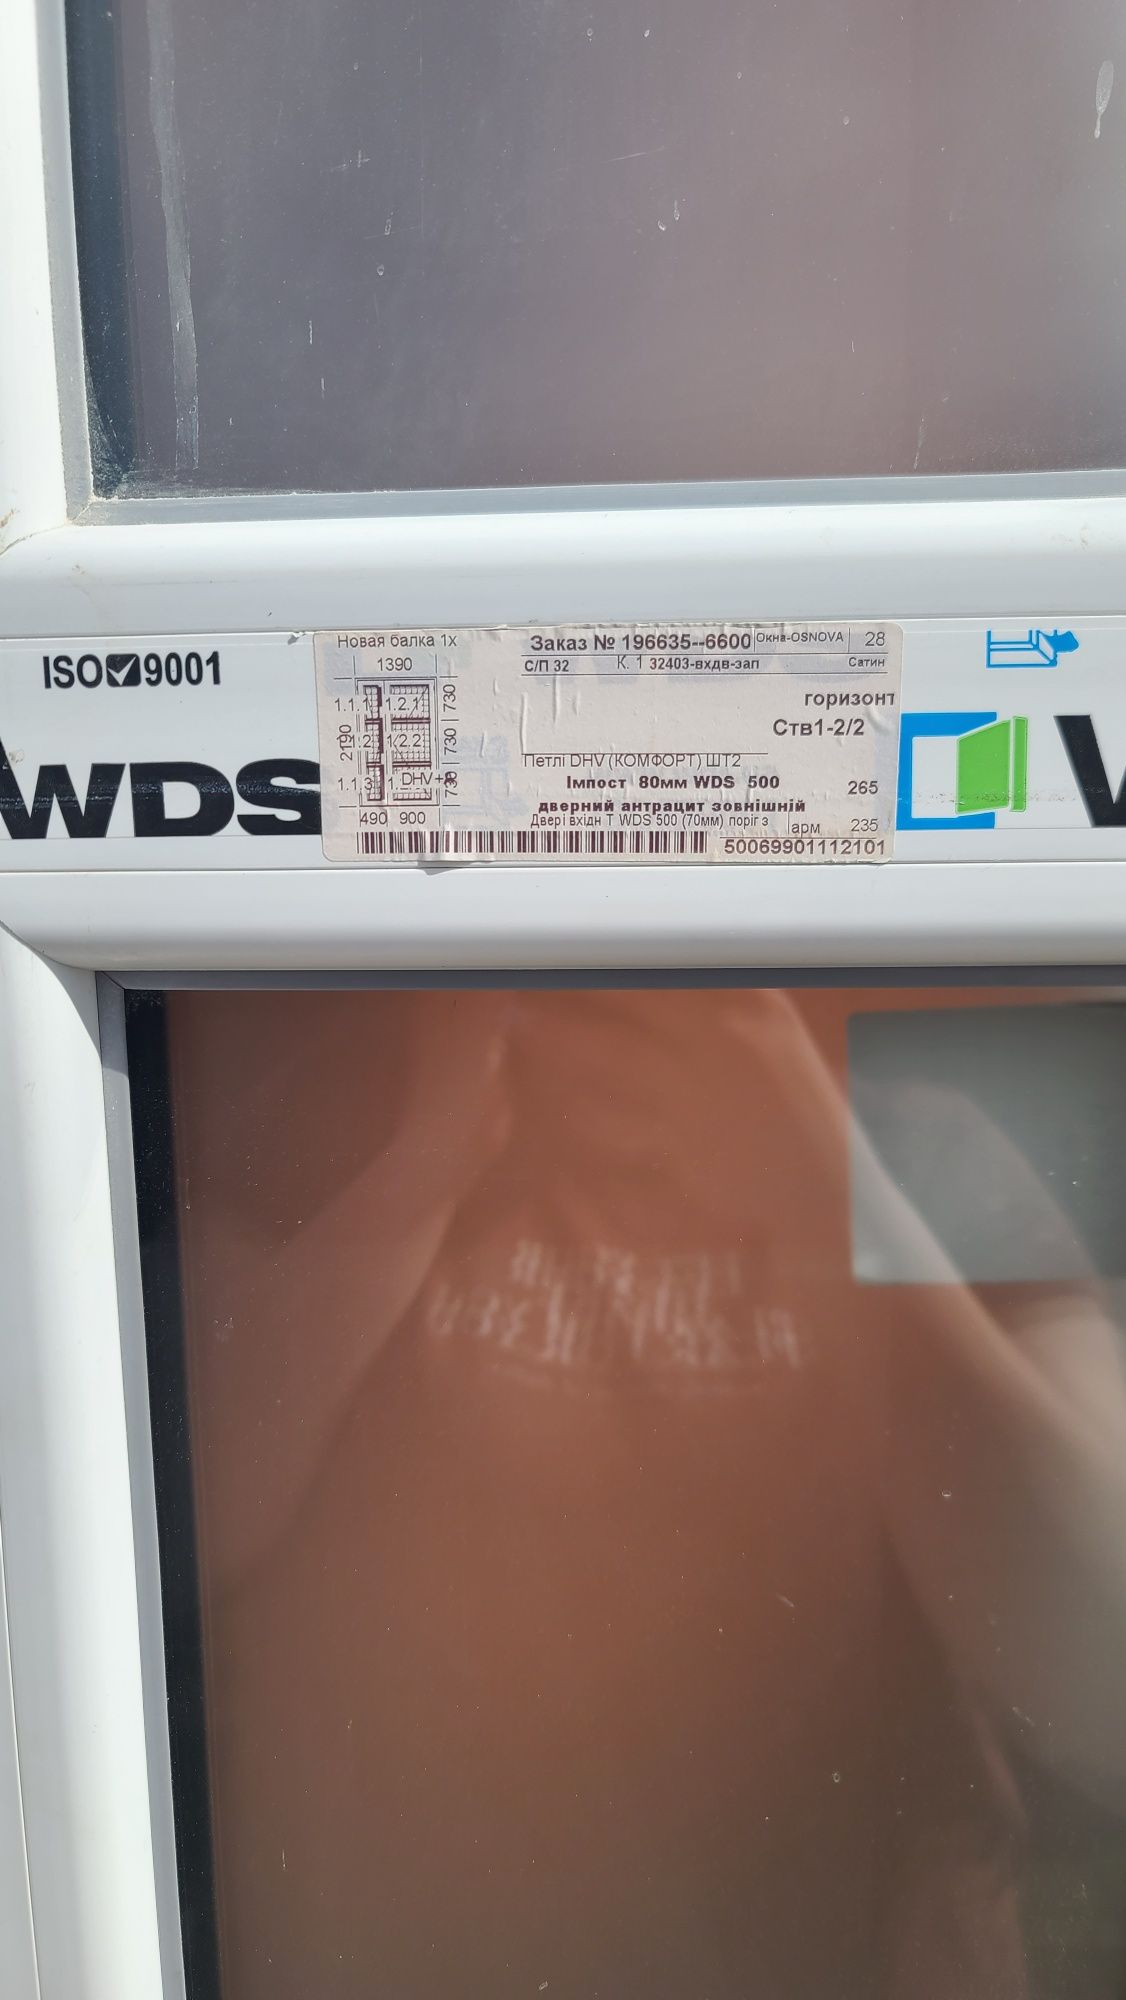 Новая балка 1x
Заказ № 196635--6600
Окна-OSNOVA
28
1390
С/П 32
К. 1
32403-вхдв-зап
Сатин
ISO 9001
горизонт
1.1.1
1.2.1
730
Ств1-2/2
2190
1.2.2
730
Петлі DHV (КОМФОРТ) ШТ2
WDS
1.1.3
DHV+
730
Імпост 80мм WDS 500
265
дверний антрацит зовнішній
490
900
Двері вхідн Т WDS 500 (70мм) поріг з
арм
235
50069901112101